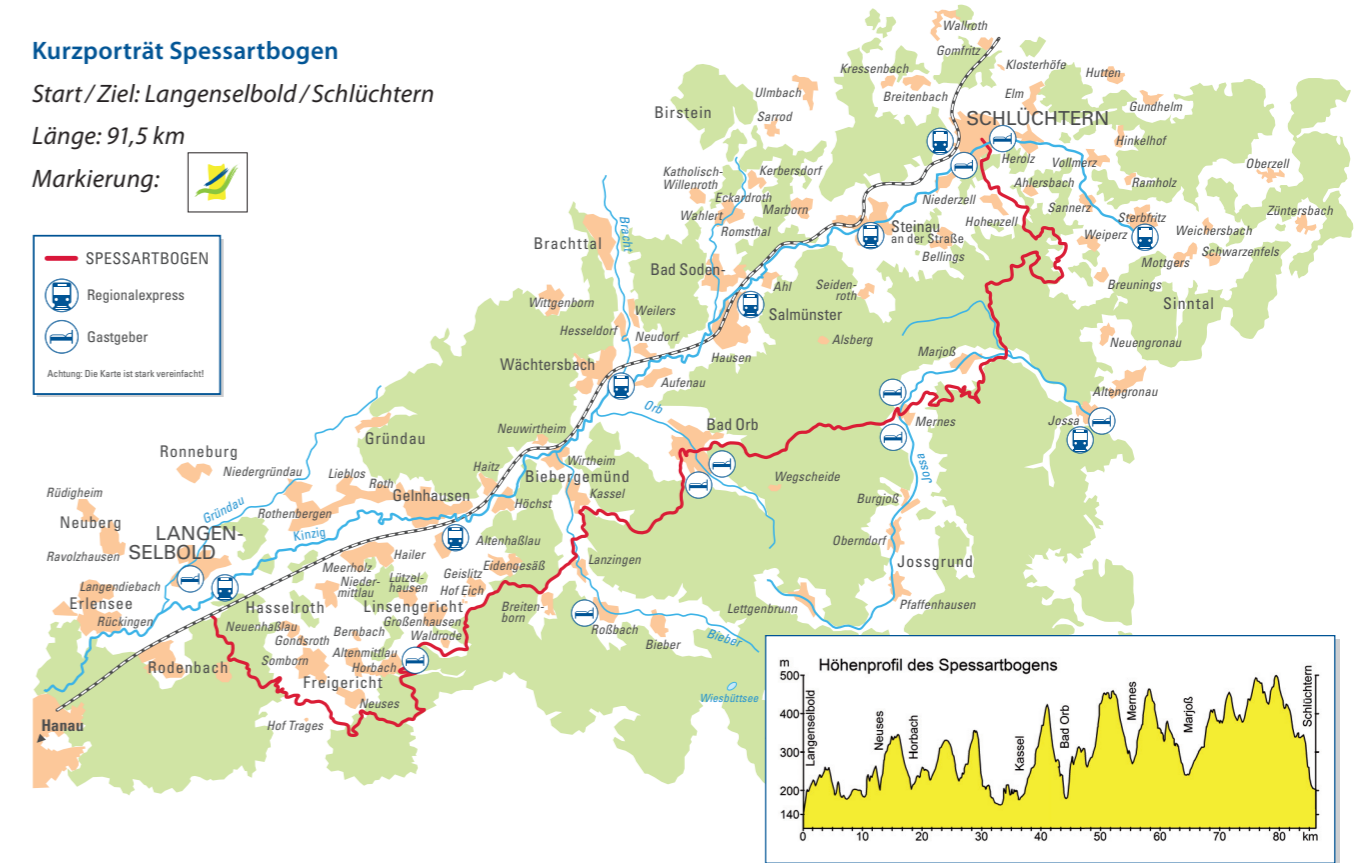 Kurzporträt Spessartbogen
Start / Ziel: Langenselbold / Schlüchtern
Länge: 91,5 km
Markierung:
SPESSARTBOGEN
Regionalexpress
Gastgeber
Achtung: Die Karte ist stark vereinfacht!
Wallroth
Gomfritz
Kressenbach
Klosterhöfe
Hutten
Ulmbach
Breitenbach
Elm
Gundhelm
Birstein
Sarrod
SCHLÜCHTERN
Hinkelhof
Herolz
Vollmerz
Oberzell
Katholisch-
Willenroth
Kerbersdorf
Ahlersbach
Ramholz
Eckardroth
Marborn
Niederzell
Sannerz
Züntersbach
Wahlert
Romsthal
Hohenzell
Sterbfritz
Bracht
Steinau
an der Straße
Weiperz
Weichersbach
Brachttal
Bellings
Mottgers
Schwarzenfels
Bad Soden-
Salmünster
Ahl
Seiden-
roth
Breunings
Sinntal
Wittgenborn
Weilers
Hesseldorf
Neudorf
Alsberg
Neuengronau
Wächtersbach
Hausen
Marjoß
Aufenau
Altengronau
Orb
Bad Orb
Mernes
Jossa
Gründau
Neuwirtheim
Ronneburg
Niedergründau
Lieblos
Roth
Haitz
Wirtheim
Biebergemünd
Kassel
Wegscheide
Jossa
Rüdigheim
Gelnhausen
Höchst
Burgjoß
Neuberg
Gründau
Rothenbergen
LANGEN-
SELBOLD
Kinzig
Altenhaßlau
Oberndorf
Ravolzhausen
Hailer
Eidengesäß
Lanzingen
Jossgrund
Meerholz
Geislitz
Langendiebach
Nieder-
mittlau
Lützel-
hausen
Hof Eich
Erlensee
Hasselroth
Linsengericht
Breiten-
born
Lettgenbrunn
Pfaffenhausen
Rückingen
Neuenhaßlau
Großenhausen
Roßbach
Bernbach
Waldrode
Bieber
Bieber
Gondsroth
Altenmittlau
Rodenbach
Somborn
Horbach
Freigericht
Wiesbüttsee
Neuses
Hanau
Hof Trages
Höhenprofil des Spessartbogens
m
500
400
300
200
140
Langenselbold
Neuses
Horbach
Kassel
Bad Orb
Mernes
Marjoß
Schlüchtern
0 10 20 30 40 50 60 70 80 km